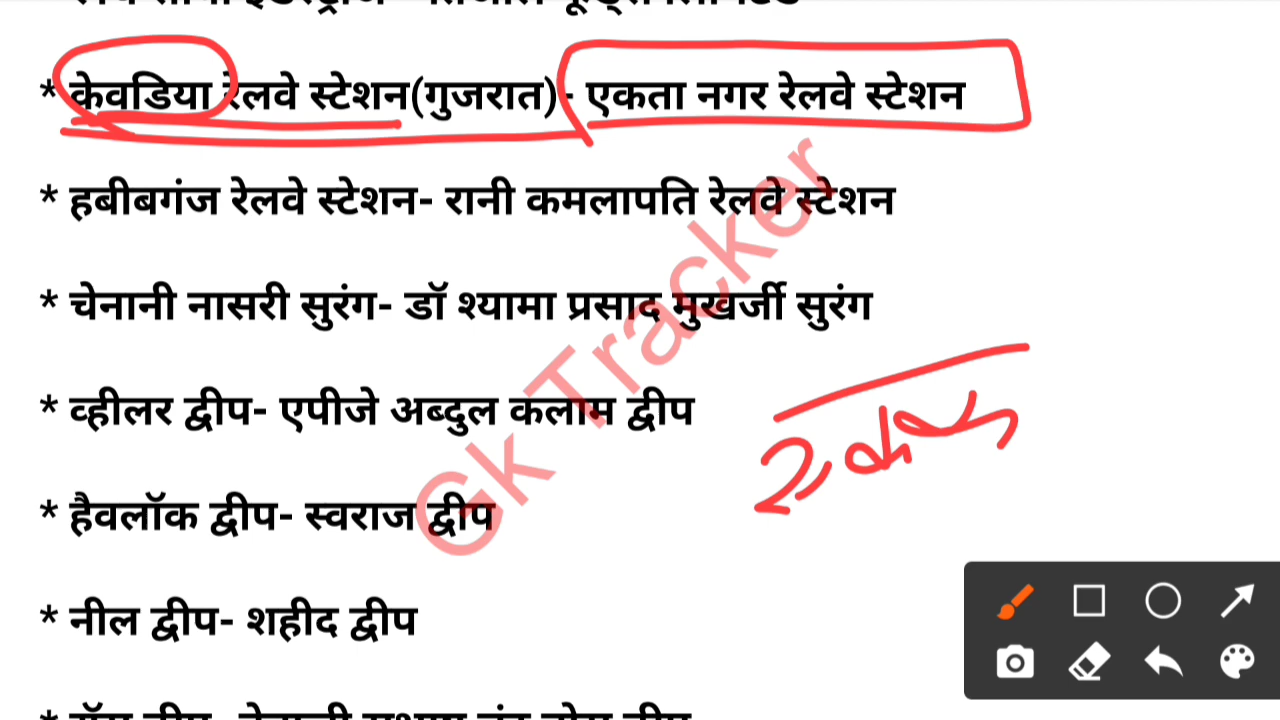 * केवडिया रेलवे स्टेशन(गुजरात)- एकता नगर रेलवे स्टेशन
* हबीबगंज रेलवे स्टेशन- रानी कमलापति रेलवे स्टेशन
* चेनानी नासरी सुरंग- डॉ श्यामा प्रसाद मुखर्जी सुरंग
* व्हीलर द्वीप- एपीजे अब्दुल कलाम द्वीप
* हैवलॉक द्वीप- स्वराज द्वीप
* नील द्वीप- शहीद द्वीप
Gk Tracker